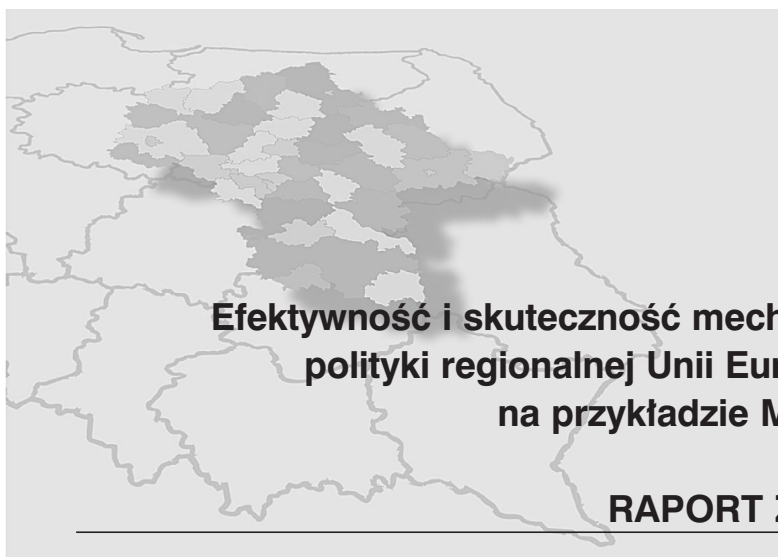 Efektywność i skuteczność mech
polityki regionalnej Unii Eur
na przykładzie M
RAPORT Z